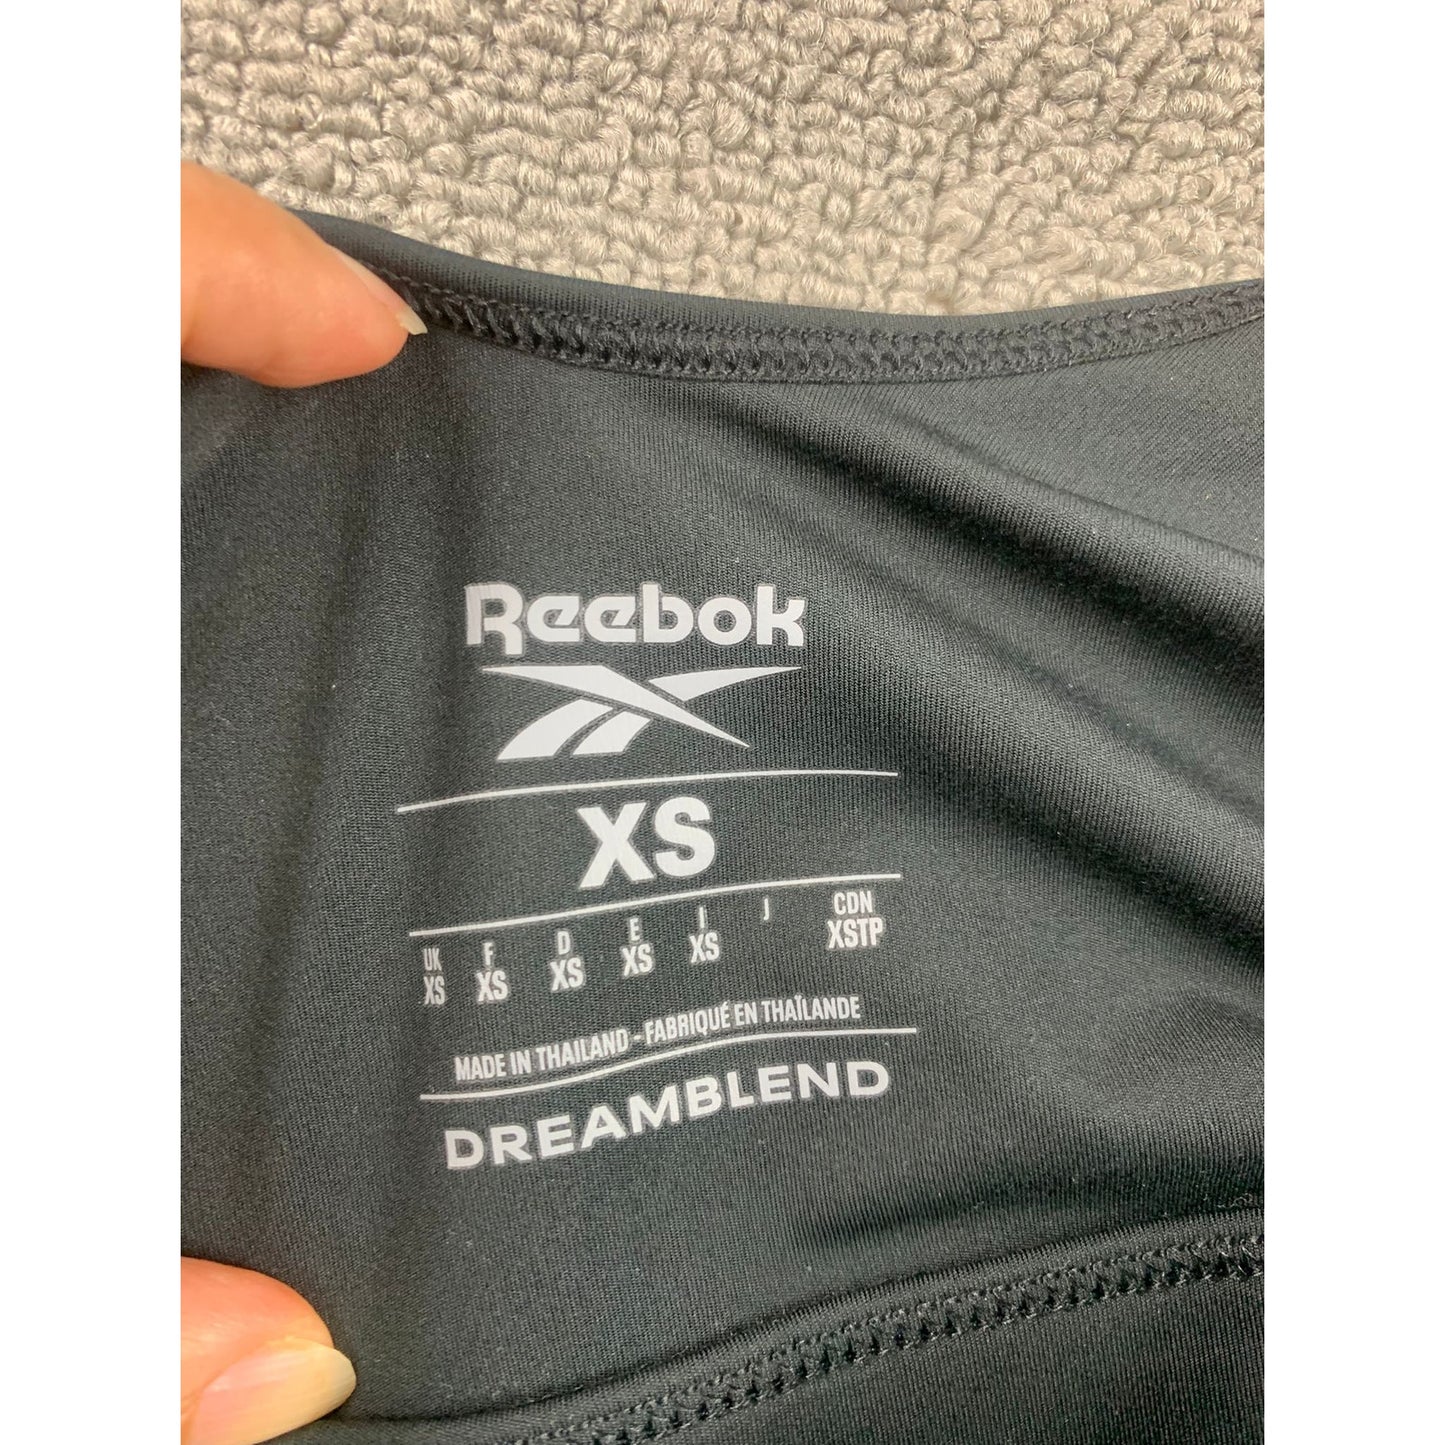 Reebok
XS
UK F D E I J CDN
XS XS XS XS XS XSTP
MADE IN THAILAND - FABRIQUÉ EN THAÏLANDE
DREAMBLEND